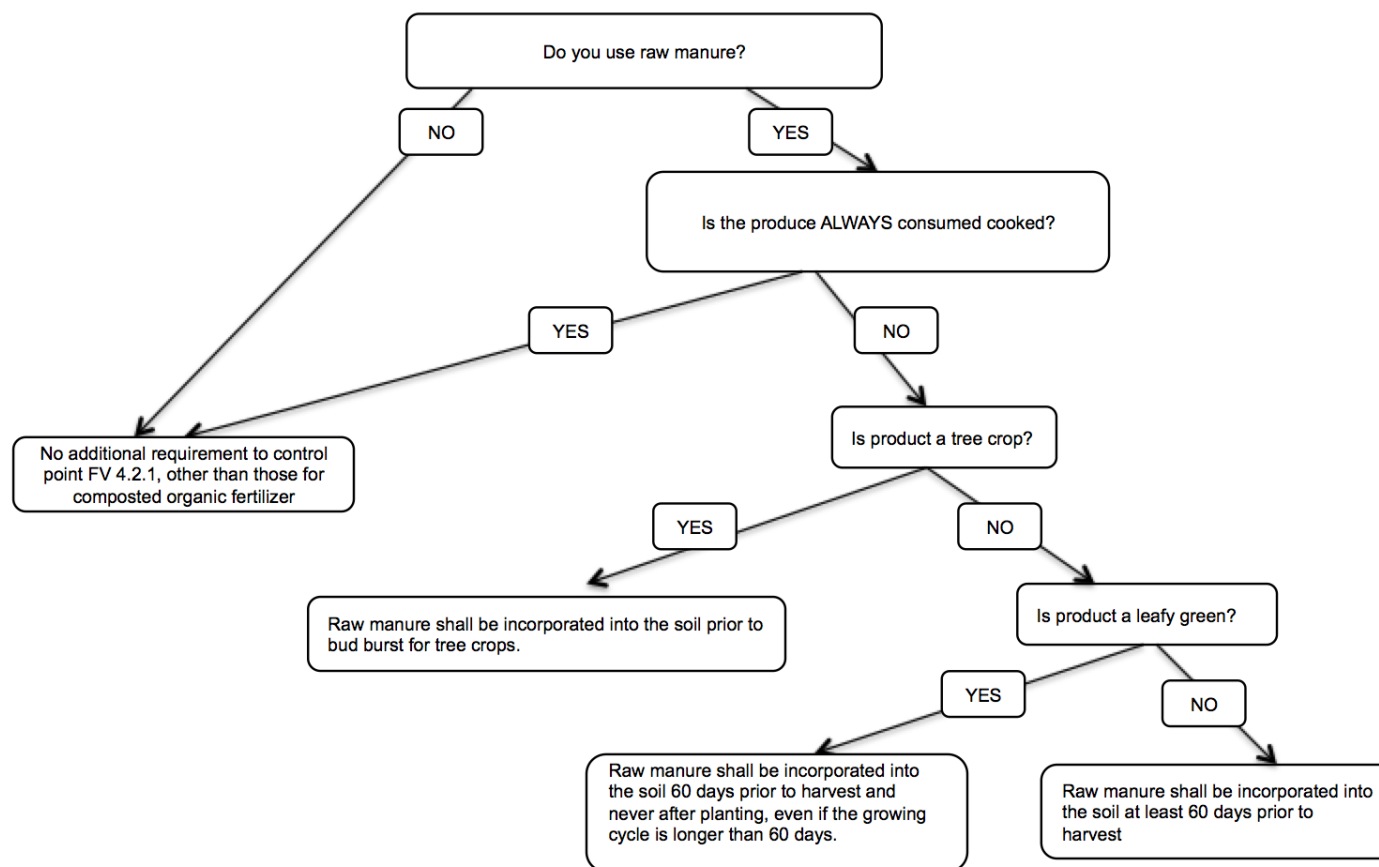 Do you use raw manure?
NO
YES
Is the produce ALWAYS consumed cooked?
YES
NO
Is product a tree crop?
No additional requirement to control
point FV 4.2.1, other than those for
composted organic fertilizer
YES
NO
Raw manure shall be incorporated into the soil prior to
bud burst for tree crops.
Is product a leafy green?
YES
NO
Raw manure shall be incorporated into
the soil 60 days prior to harvest and
never after planting, even if the growing
cycle is longer than 60 days.
Raw manure shall be incorporated into
the soil at least 60 days prior to
harvest